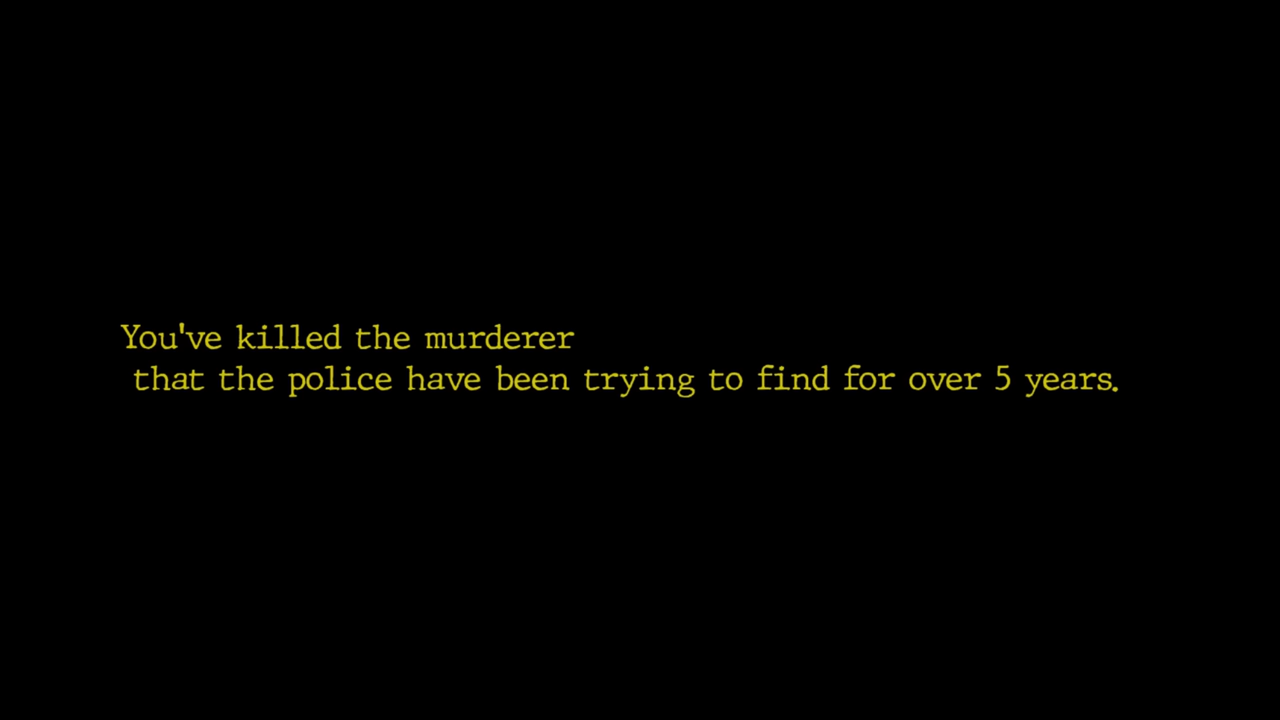 You've killed the murderer
that the police have been trying to find for over 5 years.